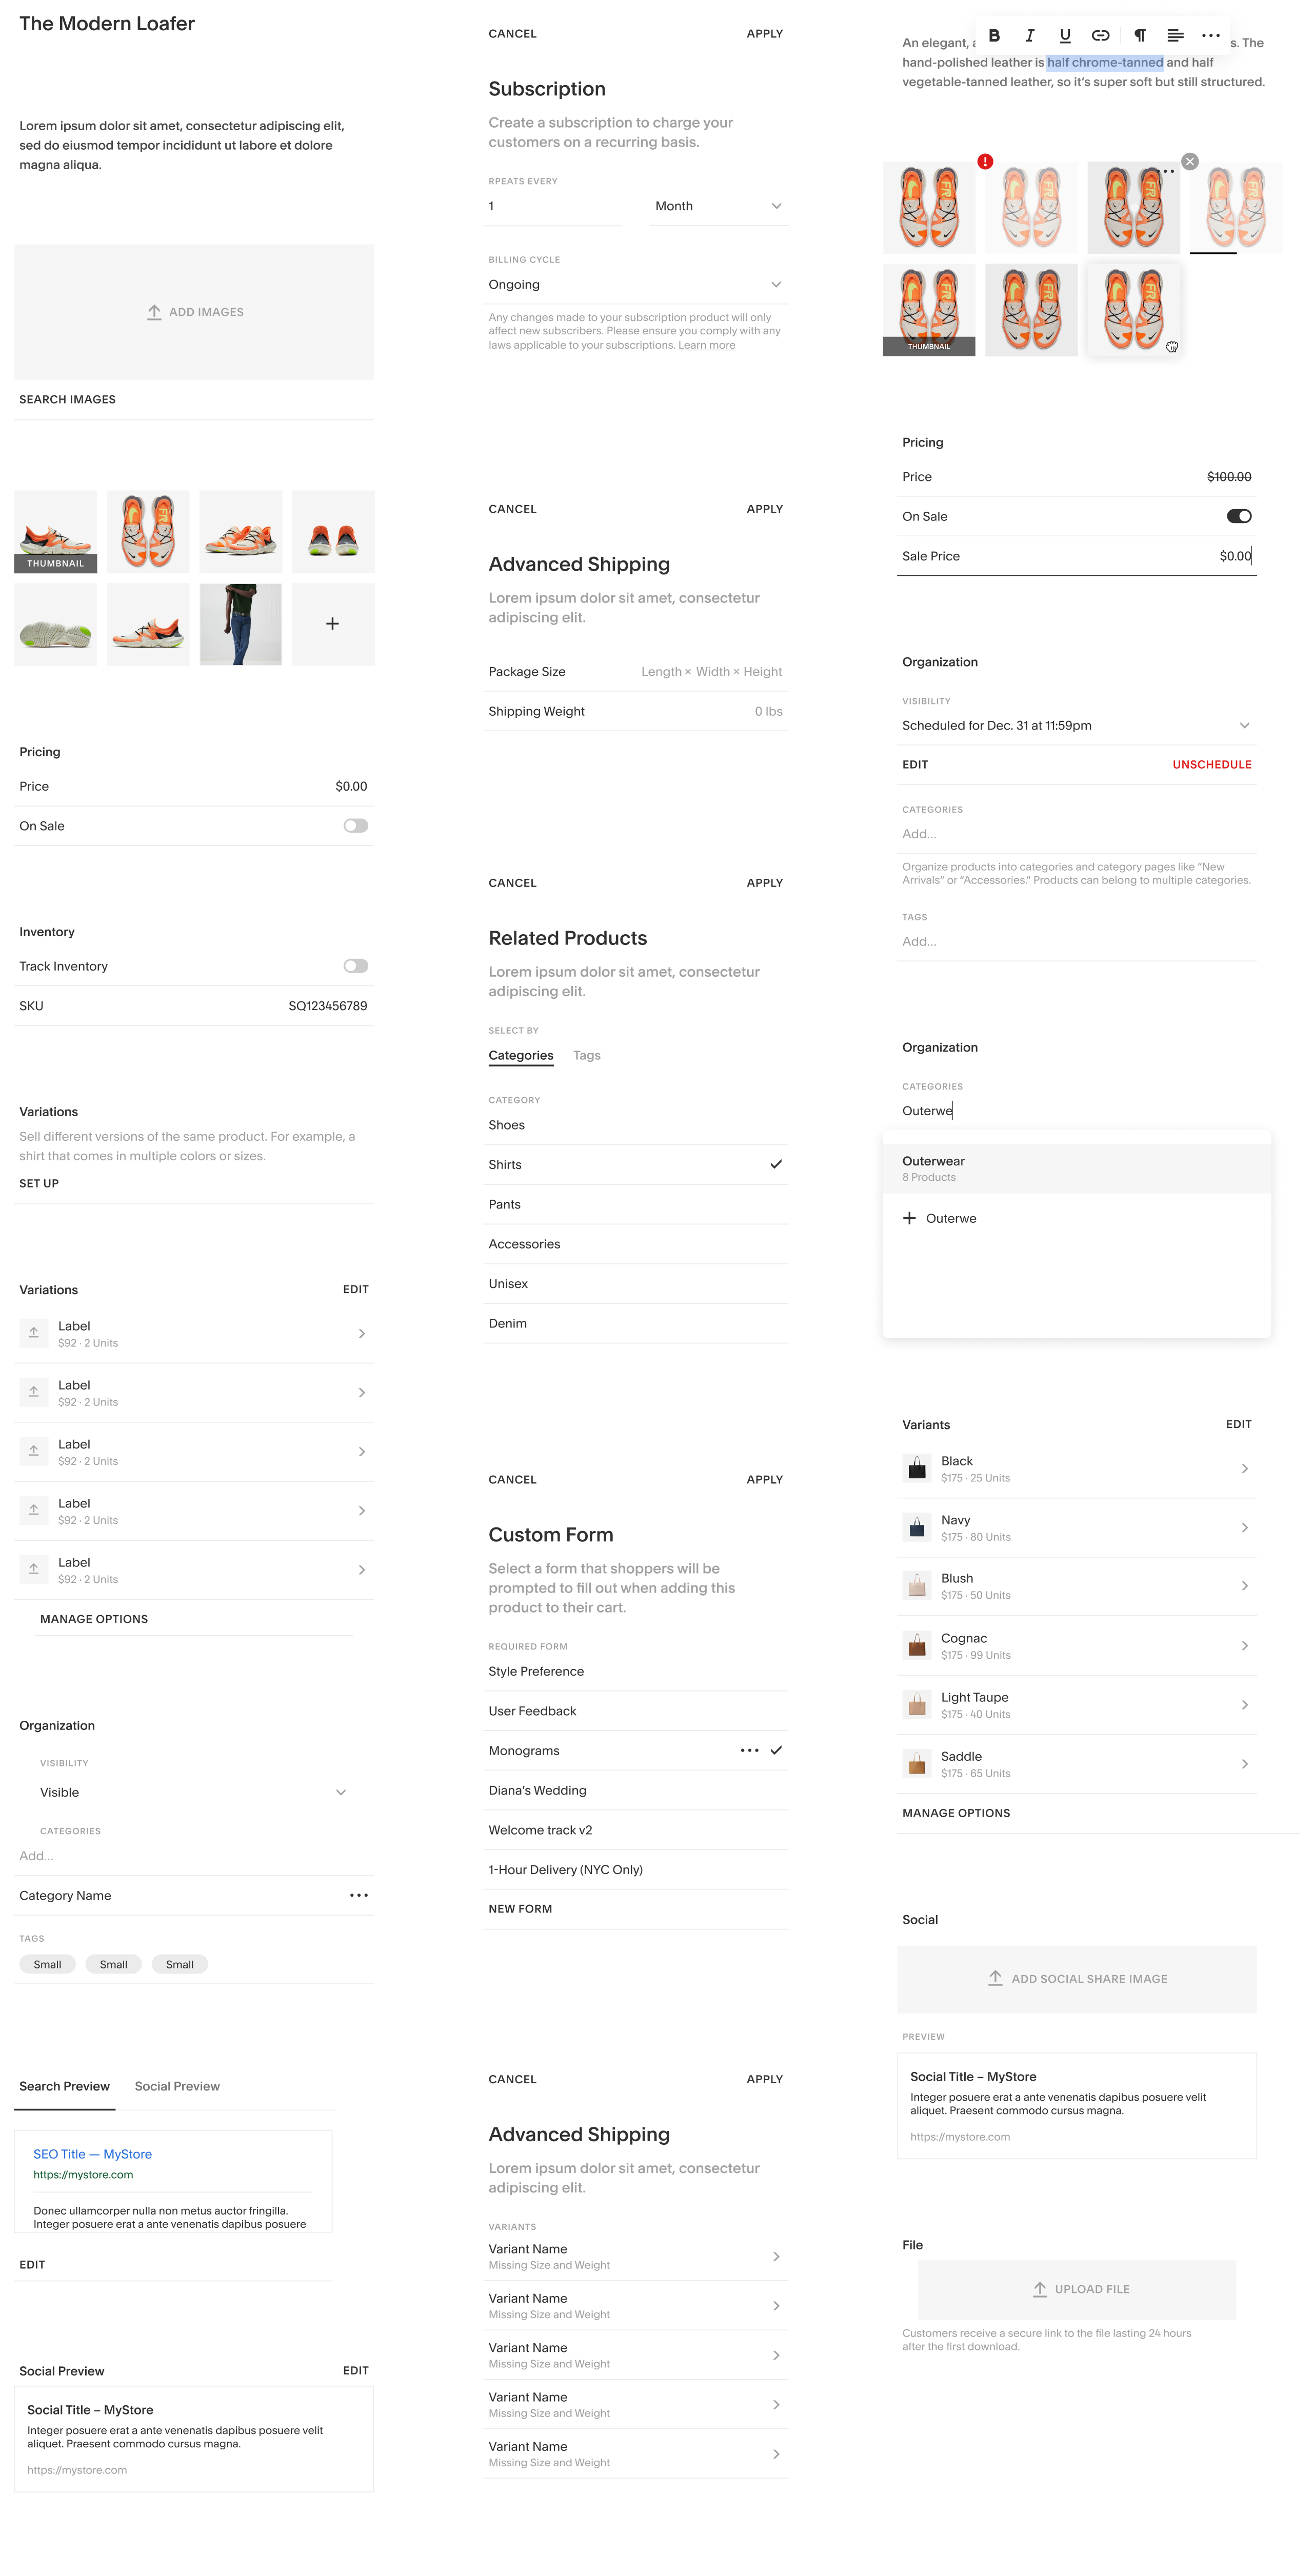 The Modern Loafer
Lorem ipsum dolor sit amet, consectetur adipiscing elit,
sed do eiusmod tempor incididunt ut labore et dolore
magna aliqua.
ADD IMAGES
SEARCH IMAGES
THUMBNAIL
Pricing
Price $0.00
On Sale
Inventory
Track Inventory
SKU SQ123456789
Variations
Sell different versions of the same product. For example, a
shirt that comes in multiple colors or sizes.
SET UP
Variations EDIT
Label
$92 · 2 Units
Label
$92 · 2 Units
Label
$92 · 2 Units
Label
$92 · 2 Units
Label
$92 · 2 Units
MANAGE OPTIONS
Organization
VISIBILITY
Visible
CATEGORIES
Add...
Category Name
TAGS
Small Small Small
Search Preview Social Preview
SEO Title — MyStore
https://mystore.com
Donec ullamcorper nulla non metus auctor fringilla.
Integer posuere erat a ante venenatis dapibus posuere
EDIT
Social Preview EDIT
Social Title – MyStore
Integer posuere erat a ante venenatis dapibus posuere velit
aliquet. Praesent commodo cursus magna.
https://mystore.com
CANCEL APPLY
Subscription
Create a subscription to charge your
customers on a recurring basis.
RPEATS EVERY
1 Month
BILLING CYCLE
Ongoing
Any changes made to your subscription product will only
affect new subscribers. Please ensure you comply with any
laws applicable to your subscriptions. Learn more
CANCEL APPLY
Advanced Shipping
Lorem ipsum dolor sit amet, consectetur
adipiscing elit.
Package Size Length × Width × Height
Shipping Weight 0 lbs
CANCEL APPLY
Related Products
Lorem ipsum dolor sit amet, consectetur
adipiscing elit.
SELECT BY
Categories Tags
CATEGORY
Shoes
Shirts
Pants
Accessories
Unisex
Denim
CANCEL APPLY
Custom Form
Select a form that shoppers will be
prompted to fill out when adding this
product to their cart.
REQUIRED FORM
Style Preference
User Feedback
Monograms
Diana’s Wedding
Welcome track v2
1-Hour Delivery (NYC Only)
NEW FORM
CANCEL APPLY
Advanced Shipping
Lorem ipsum dolor sit amet, consectetur
adipiscing elit.
VARIANTS
Variant Name
Missing Size and Weight
Variant Name
Missing Size and Weight
Variant Name
Missing Size and Weight
Variant Name
Missing Size and Weight
Variant Name
Missing Size and Weight
B I U
An elegant, s. The
hand-polished leather is half chrome-tanned and half
vegetable-tanned leather, so it’s super soft but still structured.
THUMBNAIL
Pricing
Price $100.00
On Sale
Sale Price $0.00
Organization
VISIBILITY
Scheduled for Dec. 31 at 11:59pm
EDIT UNSCHEDULE
CATEGORIES
Add...
Organize products into categories and category pages like “New
Arrivals” or “Accessories.” Products can belong to multiple categories.
TAGS
Add...
Organization
CATEGORIES
Outerwe
Outerwear
8 Products
+ Outerwe
Variants EDIT
Black
$175 · 25 Units
Navy
$175 · 80 Units
Blush
$175 · 50 Units
Cognac
$175 · 99 Units
Light Taupe
$175 · 40 Units
Saddle
$175 · 65 Units
MANAGE OPTIONS
Social
ADD SOCIAL SHARE IMAGE
PREVIEW
Social Title – MyStore
Integer posuere erat a ante venenatis dapibus posuere velit
aliquet. Praesent commodo cursus magna.
https://mystore.com
File
UPLOAD FILE
Customers receive a secure link to the file lasting 24 hours
after the first download.